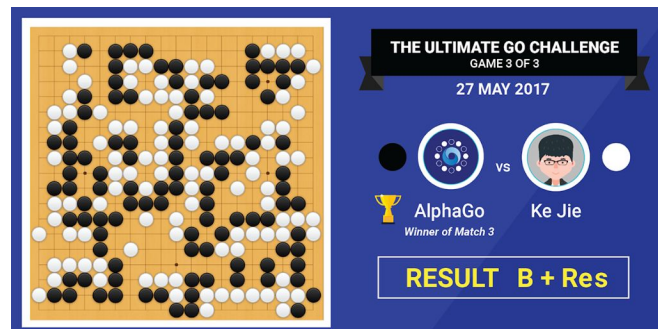 THE ULTIMATE GO CHALLENGE
GAME 3 OF 3
27 MAY 2017
VS
AlphaGo
Ke Jie
Winner of Match 3
RESULT B + Res